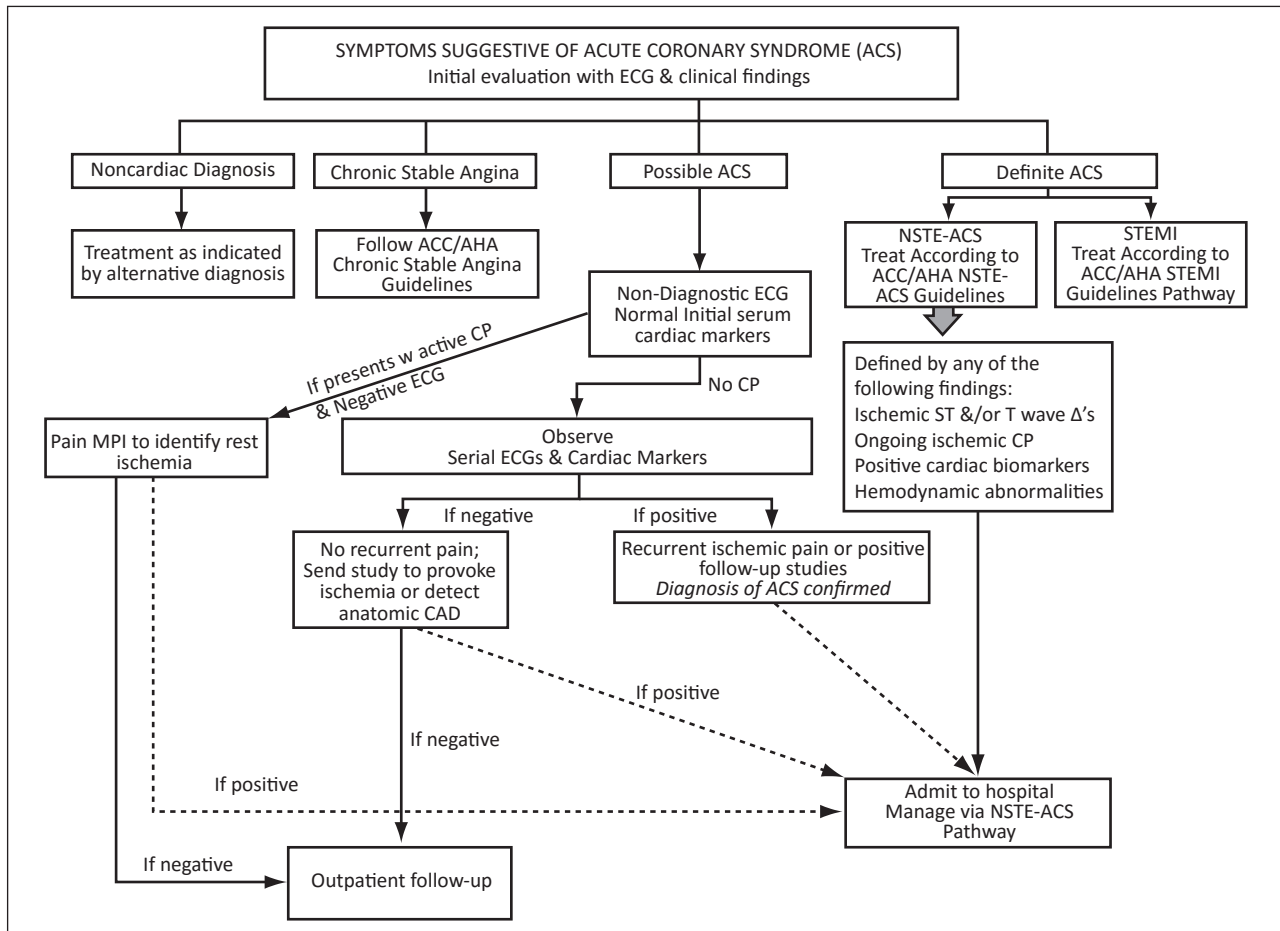 SYMPTOMS SUGGESTIVE OF ACUTE CORONARY SYNDROME (ACS)
Initial evaluation with ECG & clinical findings
Noncardiac Diagnosis
Chronic Stable Angina
Possible ACS
Definite ACS
Treatment as indicated
by alternative diagnosis
Follow ACC/AHA
Chronic Stable Angina
Guidelines
NSTE-ACS
Treat According to
ACC/AHA NSTE-
ACS Guidelines
STEMI
Treat According to
ACC/AHA STEMI
Guidelines Pathway
Non-Diagnostic ECG
Normal Initial serum
cardiac markers
If presents w active CP
& Negative ECG
No CP
Defined by any of the
following findings:
Ischemic ST &/or T wave Δ's
Ongoing ischemic CP
Positive cardiac biomarkers
Hemodynamic abnormalities
Pain MPI to identify rest
ischemia
Observe
Serial ECGs & Cardiac Markers
If negative
If positive
No recurrent pain;
Send study to provoke
ischemia or detect
anatomic CAD
Recurrent ischemic pain or positive
follow-up studies
Diagnosis of ACS confirmed
If positive
If negative
If positive
Admit to hospital
Manage via NSTE-ACS
Pathway
If negative
Outpatient follow-up